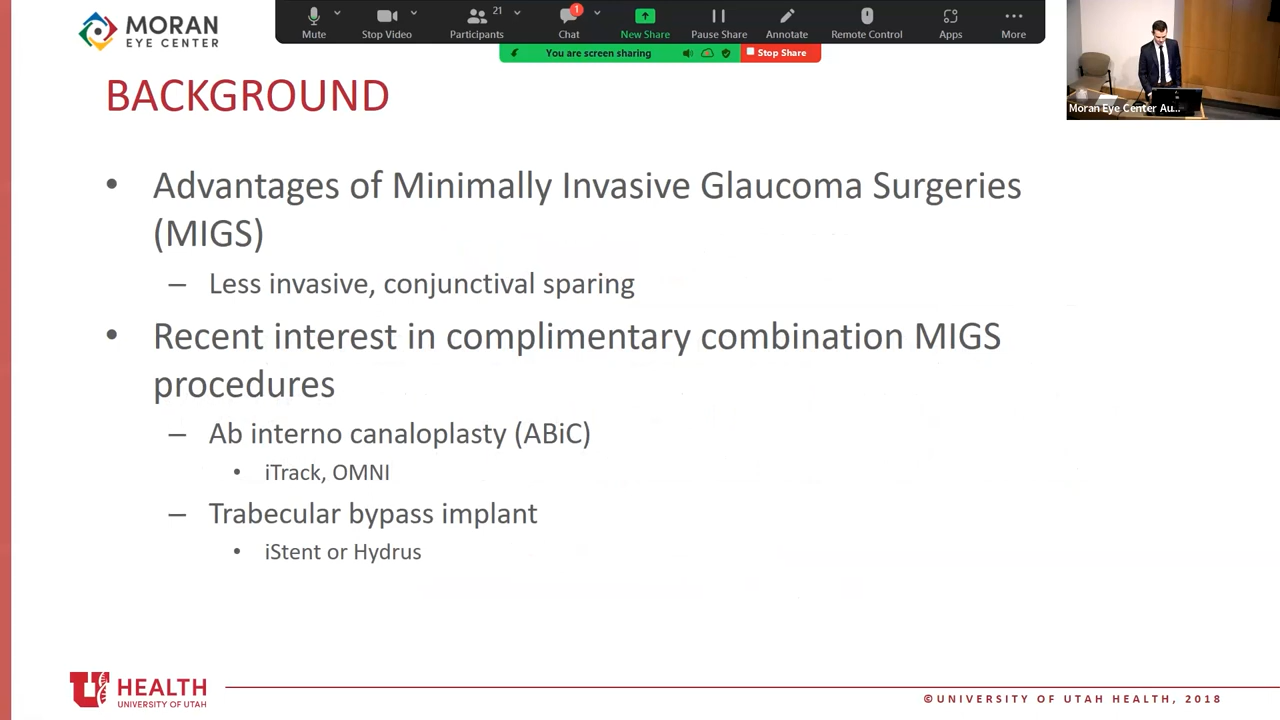 MORAN
EYE CENTER
21
1
Mute
Stop Video
Participants
Chat
New Share
Pause Share
Annotate
Remote Control
Apps
More
You are screen sharing
Stop Share
Moran Eye Center Au...
BACKGROUND
• Advantages of Minimally Invasive Glaucoma Surgeries
(MIGS)
– Less invasive, conjunctival sparing
• Recent interest in complimentary combination MIGS
procedures
– Ab interno canaloplasty (ABiC)
• iTrack, OMNI
– Trabecular bypass implant
• iStent or Hydrus
U HEALTH
UNIVERSITY OF UTAH
©UNIVERSITY OF UTAH HEALTH, 2018